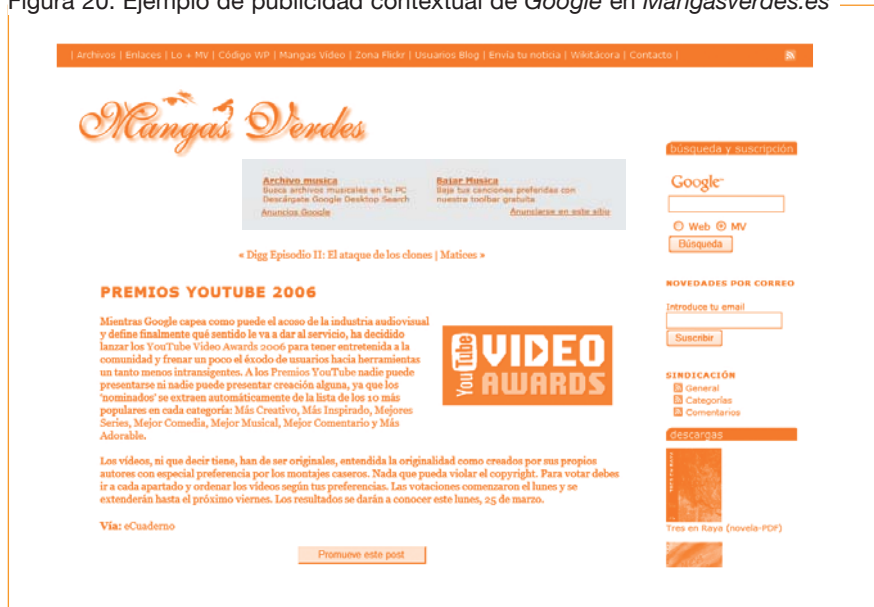 Figura 20. Ejemplo de publicidad contextual de Google en Mangasverdes.es
| Archivos | Enlaces | Lo + MV | Código WP | Mangas Vídeo | Zona Flickr | Usuarios Blog | Envía tu noticia | Wikitácora | Contacto |
Mangas Verdes
Archivo musica
Busca archivos musicales en tu PC
Descárgate Google Desktop Search
Anuncios Google
Bajar Musica
Baja tus canciones preferidas con
nuestra toolbar gratuita
Anunciarse en este sitio
« Digg Episodio II: El ataque de los clones | Matices »
PREMIOS YOUTUBE 2006
Mientras Google capea como puede el acoso de la industria audiovisual
y define finalmente qué sentido le va a dar al servicio, ha decidido
lanzar los YouTube Video Awards 2006 para tener entretenida a la
comunidad y frenar un poco el éxodo de usuarios hacia herramientas
un tanto menos intransigentes. A los Premios YouTube nadie puede
presentarse ni nadie puede presentar creación alguna, ya que los
'nominados' se extraen automáticamente de la lista de los 10 más
populares en cada categoría: Más Creativo, Más Inspirado, Mejores
Series, Mejor Comedia, Mejor Musical, Mejor Comentario y Más
Adorable.
YouTube
VIDEO
AWARDS
Los vídeos, ni que decir tiene, han de ser originales, entendida la originalidad como creados por sus propios
autores con especial preferencia por los montajes caseros. Nada que pueda violar el copyright. Para votar debes
ir a cada apartado y ordenar los vídeos según tus preferencias. Las votaciones comenzaron el lunes y se
extenderán hasta el próximo viernes. Los resultados se darán a conocer este lunes, 25 de marzo.
Vía: eCuaderno
Promueve este post
búsqueda y suscripción
Google
Web MV
Búsqueda
NOVEDADES POR CORREO
Introduce tu email
Suscribir
SINDICACIÓN
General
Categorías
Comentarios
descargas
Tres en Raya (novela-PDF)